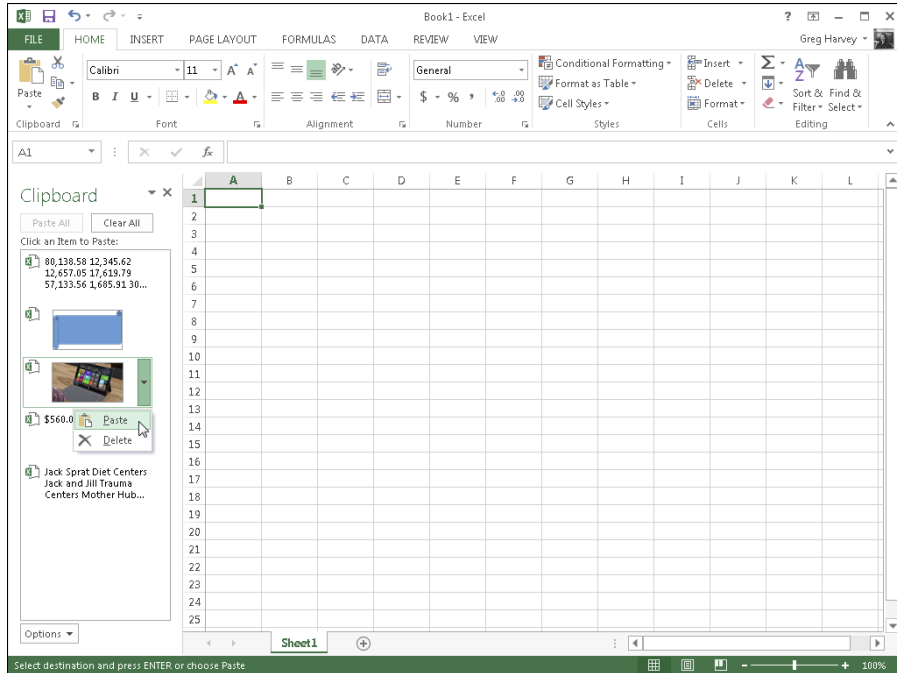 Book1 - Excel
FILE HOME INSERT PAGE LAYOUT FORMULAS DATA REVIEW VIEW Greg Harvey
Paste
Calibri 11
B I U
General
$ % ,
Conditional Formatting
Format as Table
Cell Styles
Insert
Delete
Format
Sort & Filter
Find & Select
Clipboard Font Alignment Number Styles Cells Editing
A1 fx
Clipboard
Paste All Clear All
Click an Item to Paste:
80,138.58 12,345.62
12,657.05 17,619.79
57,133.56 1,685.91 30...
$560.0
Paste
Delete
Jack Sprat Diet Centers
Jack and Jill Trauma
Centers Mother Hub...
Options
A B C D E F G H I J K L
1
2
3
4
5
6
7
8
9
10
11
12
13
14
15
16
17
18
19
20
21
22
23
24
25
Sheet1
Select destination and press ENTER or choose Paste 100%